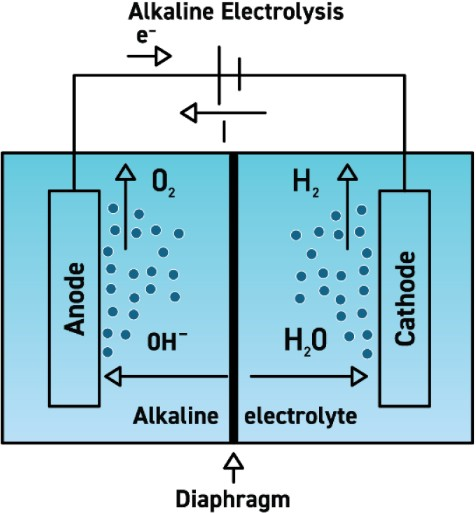 Alkaline Electrolysis
e⁻
I
O₂
H₂
Anode
Cathode
OH⁻
H₂O
Alkaline electrolyte
Diaphragm